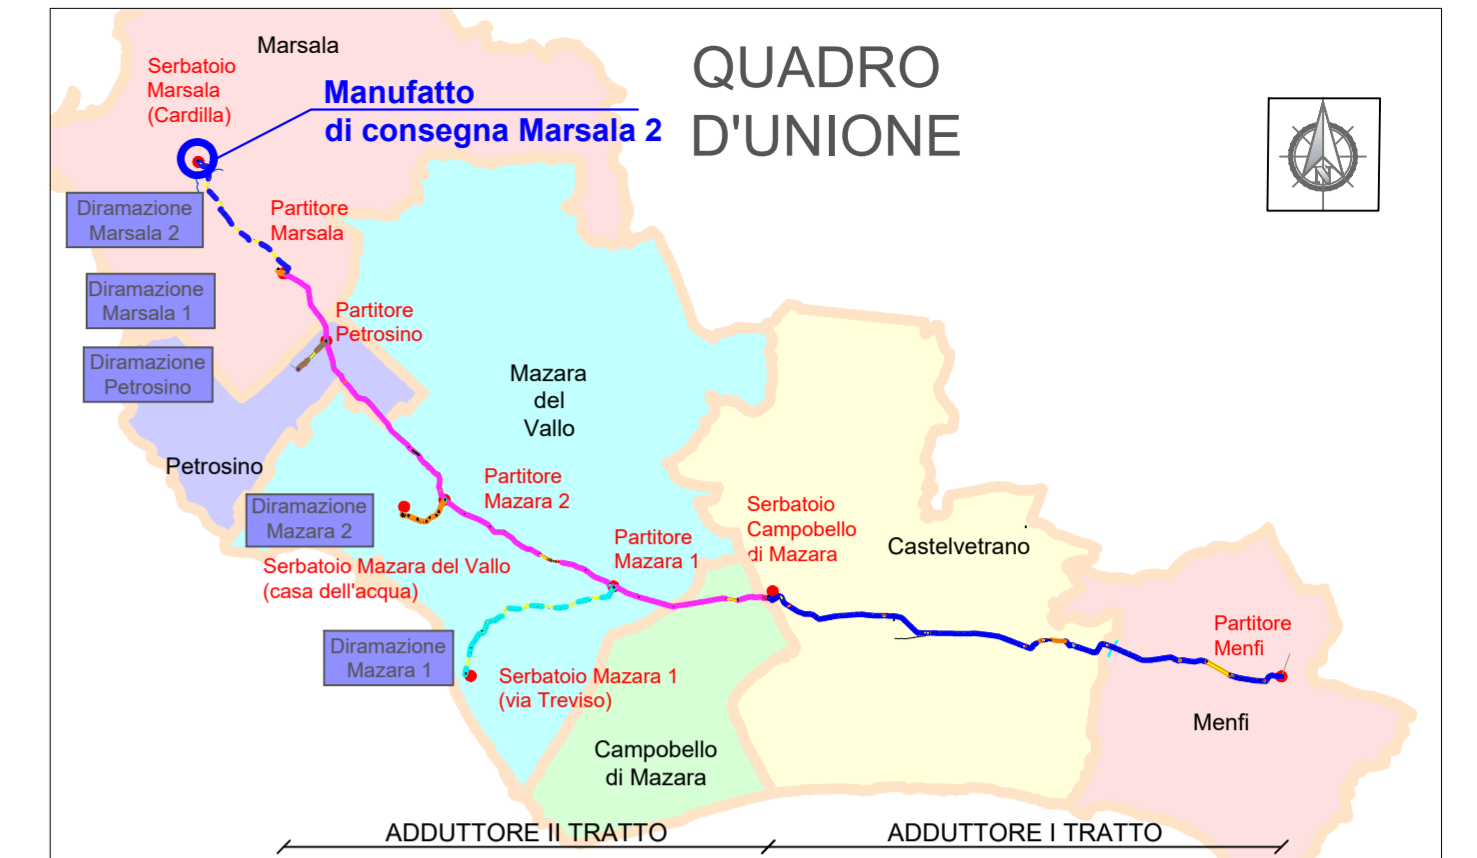 QUADRO
D'UNIONE
Marsala
Serbatoio
Marsala
(Cardilla)
Manufatto
di consegna Marsala 2
N
Diramazione
Marsala 2
Partitore
Marsala
Diramazione
Marsala 1
Partitore
Petrosino
Diramazione
Petrosino
Mazara
del
Vallo
Petrosino
Partitore
Mazara 2
Diramazione
Mazara 2
Serbatoio
Campobello
di Mazara
Partitore
Mazara 1
Castelvetrano
Serbatoio Mazara del Vallo
(casa dell'acqua)
Partitore
Menfi
Diramazione
Mazara 1
Serbatoio Mazara 1
(via Treviso)
Menfi
Campobello
di Mazara
ADDUTTORE II TRATTO
ADDUTTORE I TRATTO